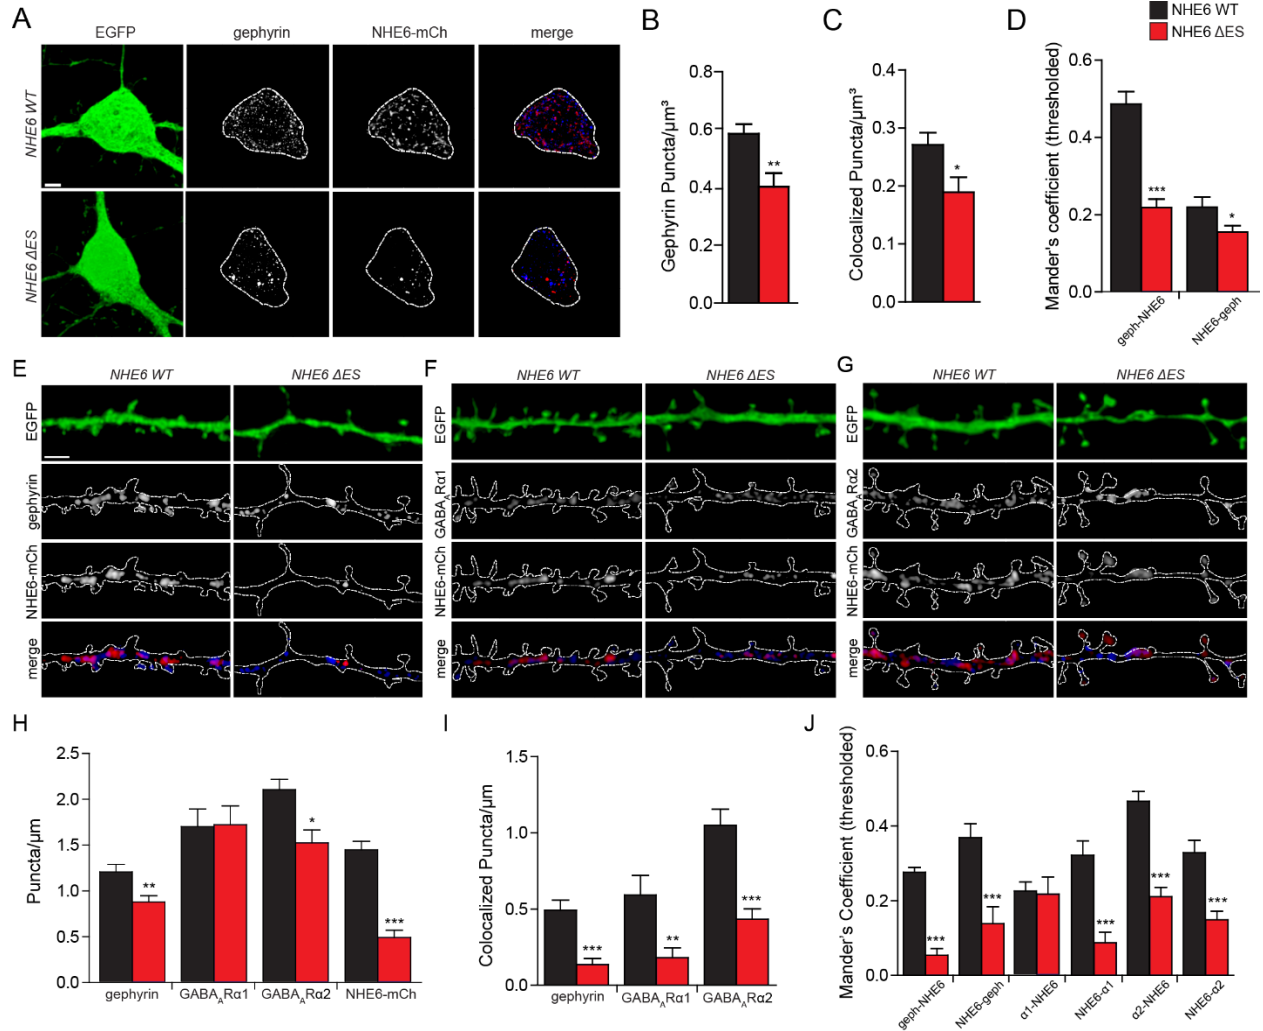 A
EGFP
gephyrin
NHE6-mCh
merge
NHE6 WT
NHE6 ΔES
B
Gephyrin Puncta/µm³
0.8
0.6
0.4
0.2
0.0
**
C
Colocalized Puncta/µm³
0.4
0.3
0.2
0.1
0.0
*
D
NHE6 WT
NHE6 ΔES
Mander's coefficient (thresholded)
0.6
0.4
0.2
0.0
***
*
geph-NHE6
NHE6-geph
E
NHE6 WT
NHE6 ΔES
EGFP
gephyrin
NHE6-mCh
merge
F
NHE6 WT
NHE6 ΔES
EGFP
GABAARα1
NHE6-mCh
merge
G
NHE6 WT
NHE6 ΔES
EGFP
GABAARα2
NHE6-mCh
merge
H
Puncta/µm
2.5
2.0
1.5
1.0
0.5
0.0
**
*
***
gephyrin
GABAARα1
GABAARα2
NHE6-mCh
I
Colocalized Puncta/µm
1.5
1.0
0.5
0.0
***
**
***
gephyrin
GABAARα1
GABAARα2
J
Mander's Coefficient (thresholded)
0.6
0.4
0.2
0.0
***
***
***
***
***
geph-NHE6
NHE6-geph
α1-NHE6
NHE6-α1
α2-NHE6
NHE6-α2